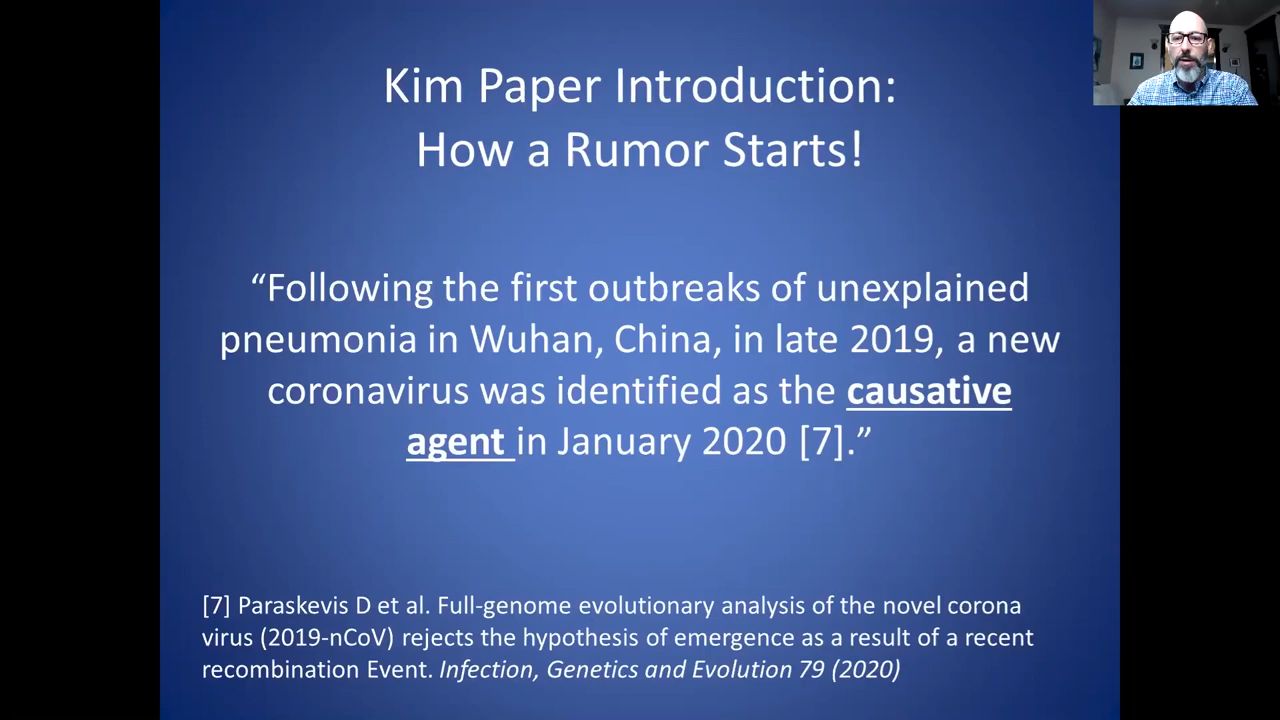 Kim Paper Introduction:
How a Rumor Starts!
“Following the first outbreaks of unexplained
pneumonia in Wuhan, China, in late 2019, a new
coronavirus was identified as the causative
agent in January 2020 [7].”
[7] Paraskevis D et al. Full-genome evolutionary analysis of the novel corona
virus (2019-nCoV) rejects the hypothesis of emergence as a result of a recent
recombination Event. Infection, Genetics and Evolution 79 (2020)